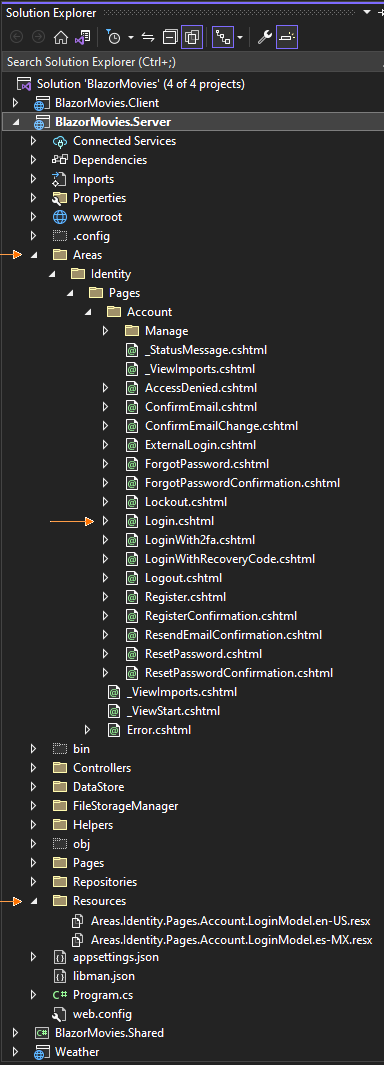 Solution Explorer
Search Solution Explorer (Ctrl+;)
Solution 'BlazorMovies' (4 of 4 projects)
BlazorMovies.Client
BlazorMovies.Server
Connected Services
Dependencies
Imports
Properties
wwwroot
.config
Areas
Identity
Pages
Account
Manage
_StatusMessage.cshtml
_ViewImports.cshtml
AccessDenied.cshtml
ConfirmEmail.cshtml
ConfirmEmailChange.cshtml
ExternalLogin.cshtml
ForgotPassword.cshtml
ForgotPasswordConfirmation.cshtml
Lockout.cshtml
Login.cshtml
LoginWith2fa.cshtml
LoginWithRecoveryCode.cshtml
Logout.cshtml
Register.cshtml
RegisterConfirmation.cshtml
ResendEmailConfirmation.cshtml
ResetPassword.cshtml
ResetPasswordConfirmation.cshtml
_ViewImports.cshtml
_ViewStart.cshtml
Error.cshtml
bin
Controllers
DataStore
FileStorageManager
Helpers
obj
Pages
Repositories
Resources
Areas.Identity.Pages.Account.LoginModel.en-US.resx
Areas.Identity.Pages.Account.LoginModel.es-MX.resx
appsettings.json
libman.json
C# Program.cs
web.config
C# BlazorMovies.Shared
Weather